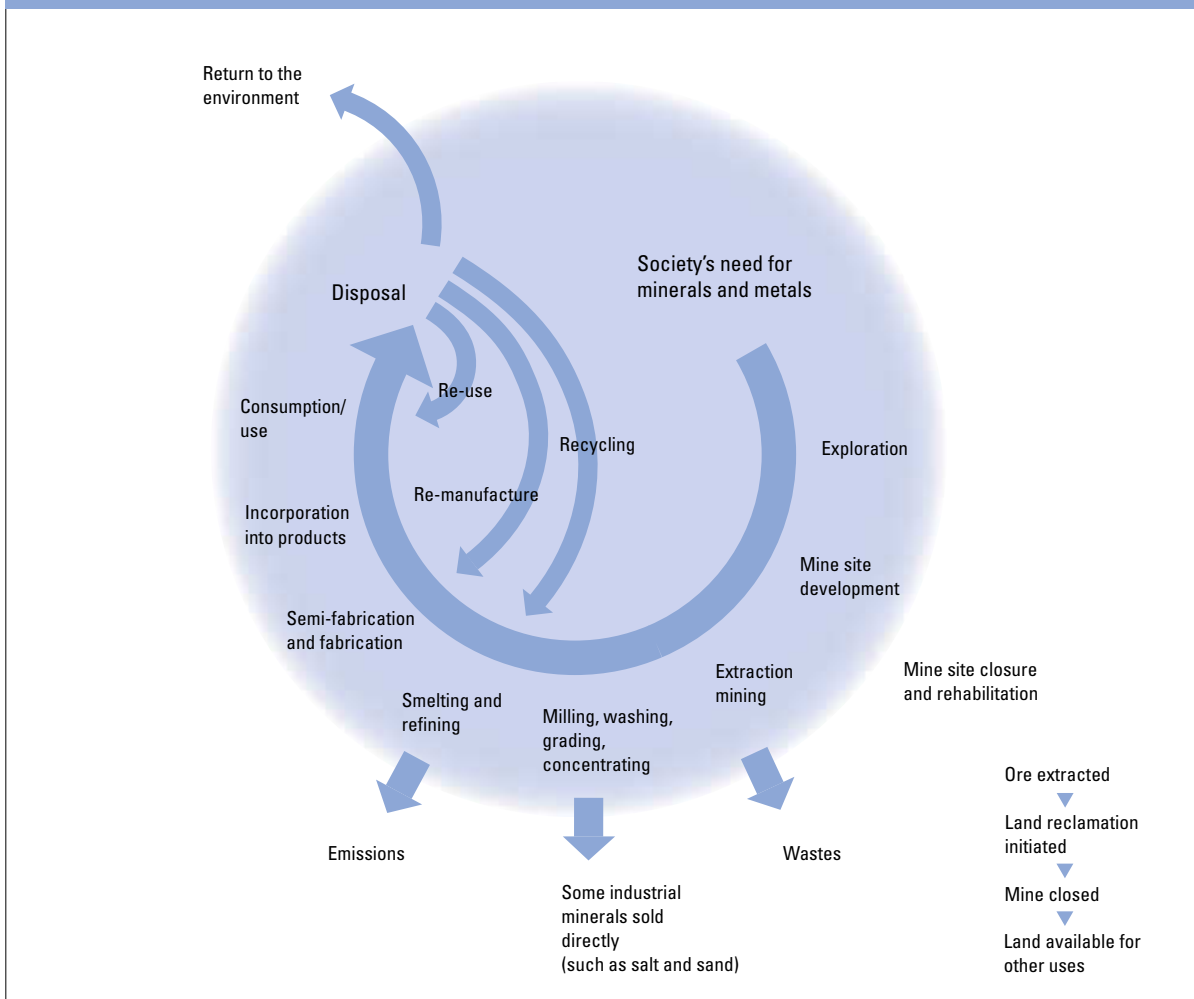 Return to the
environment
Society's need for
minerals and metals
Disposal
Re-use
Consumption/
use
Recycling
Exploration
Re-manufacture
Incorporation
into products
Mine site
development
Semi-fabrication
and fabrication
Extraction
mining
Mine site closure
and rehabilitation
Smelting and
refining
Milling, washing,
grading,
concentrating
Emissions
Wastes
Some industrial
minerals sold
directly
(such as salt and sand)
Ore extracted
Land reclamation
initiated
Mine closed
Land available for
other uses